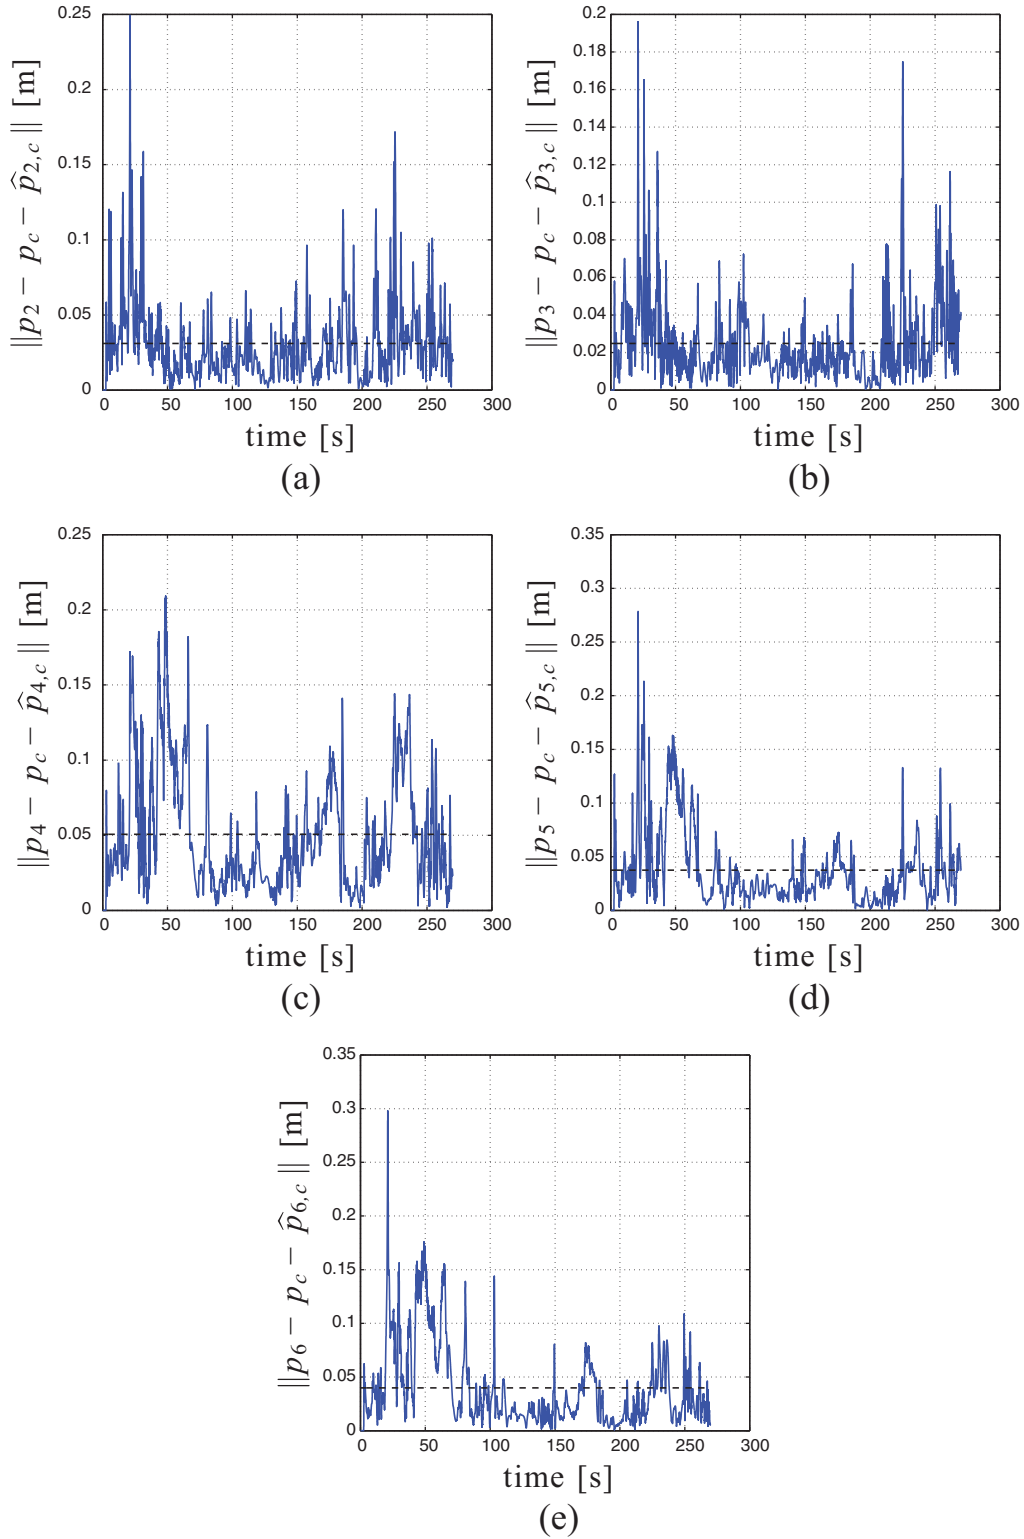 0.25
0.2
0.15
0.1
0.05
0
0 50 100 150 200 250 300
‖p₂ − p_c − p̂₂,c‖ [m]
time [s]
(a)
0.2
0.18
0.16
0.14
0.12
0.1
0.08
0.06
0.04
0.02
0
0 50 100 150 200 250 300
‖p₃ − p_c − p̂₃,c‖ [m]
time [s]
(b)
0.25
0.2
0.15
0.1
0.05
0
0 50 100 150 200 250 300
‖p₄ − p_c − p̂₄,c‖ [m]
time [s]
(c)
0.35
0.3
0.25
0.2
0.15
0.1
0.05
0
0 50 100 150 200 250 300
‖p₅ − p_c − p̂₅,c‖ [m]
time [s]
(d)
0.35
0.3
0.25
0.2
0.15
0.1
0.05
0
0 50 100 150 200 250 300
‖p₆ − p_c − p̂₆,c‖ [m]
time [s]
(e)